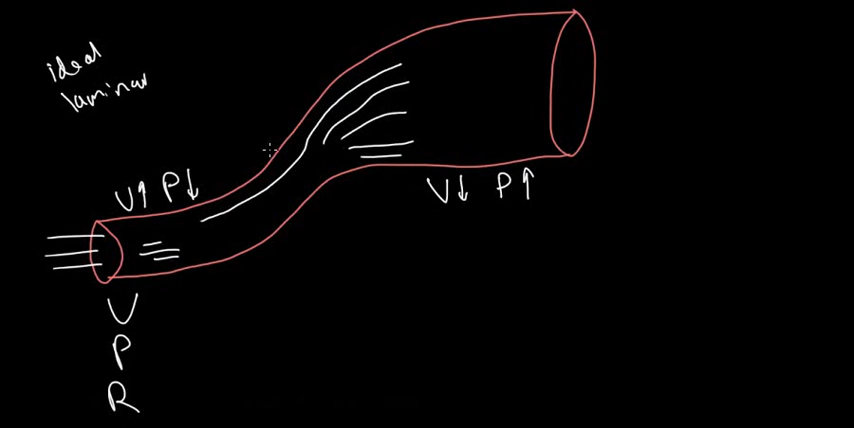 ideal
laminar
V↑ P↓
V↓ P↑
V
P
R